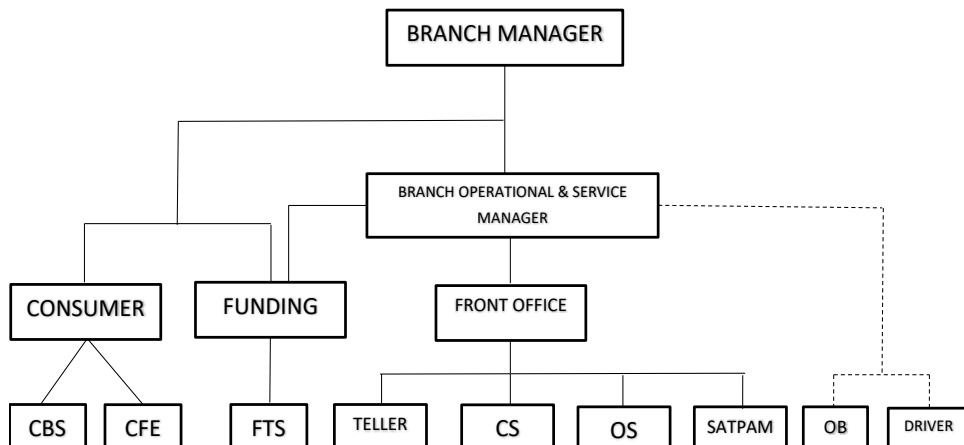 BRANCH MANAGER
BRANCH OPERATIONAL & SERVICE
MANAGER
CONSUMER
FUNDING
FRONT OFFICE
CBS
CFE
FTS
TELLER
CS
OS
SATPAM
OB
DRIVER